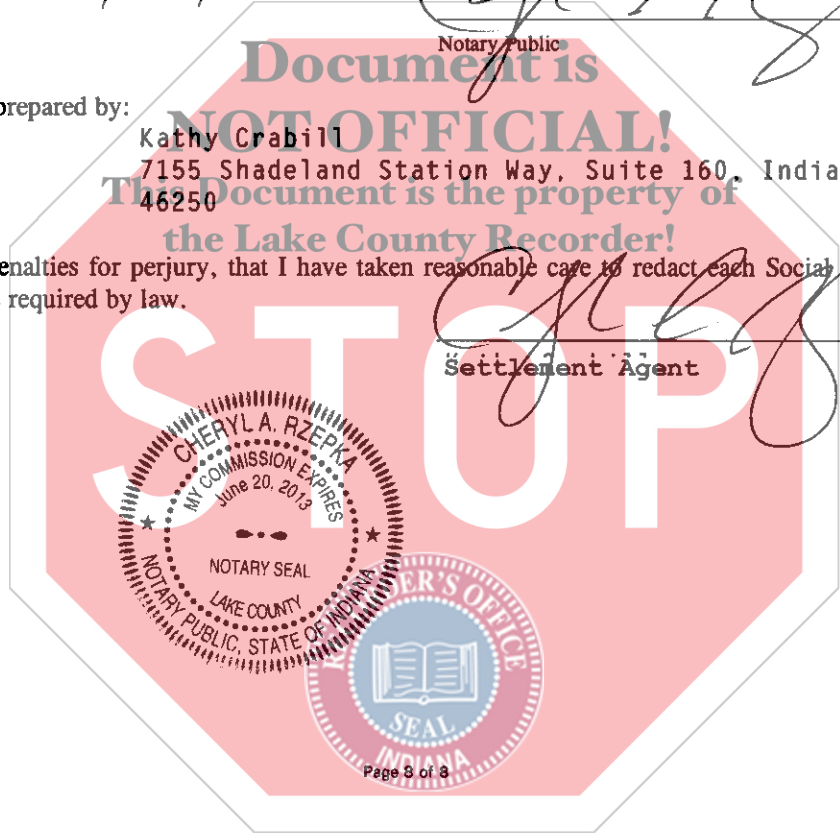 Notary Public
Document is
prepared by:
NOT OFFICIAL!
Kathy Crabill
7155 Shadeland Station Way, Suite 160, India
This Document is the property of
46250
the Lake County Recorder!
enalties for perjury, that I have taken reasonable care to redact each Social
required by law.
STOP
Settlement Agent
CHERYL A. RZEPKA
MY COMMISSION EXPIRES
June 20, 2013
NOTARY SEAL
LAKE COUNTY
NOTARY PUBLIC, STATE OF INDIANA
RECORDER'S OFFICE
SEAL
INDIANA
Page 8 of 8